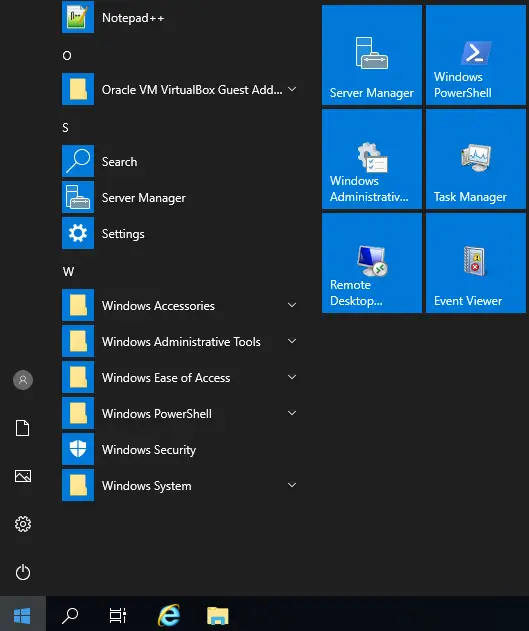 Notepad++
O
Oracle VM VirtualBox Guest Add...
S
Search
Server Manager
Settings
W
Windows Accessories
Windows Administrative Tools
Windows Ease of Access
Windows PowerShell
Windows Security
Windows System
Server Manager
Windows
PowerShell
Windows
Administrativ...
Task Manager
Remote
Desktop...
Event Viewer